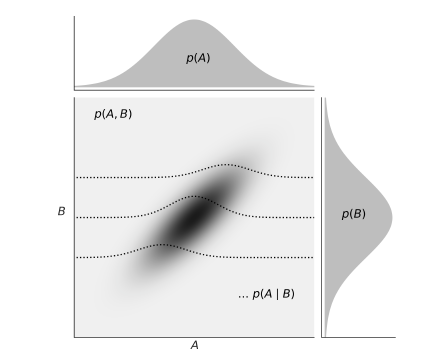 p(A)
p(A, B)
B
p(B)
... p(A | B)
A